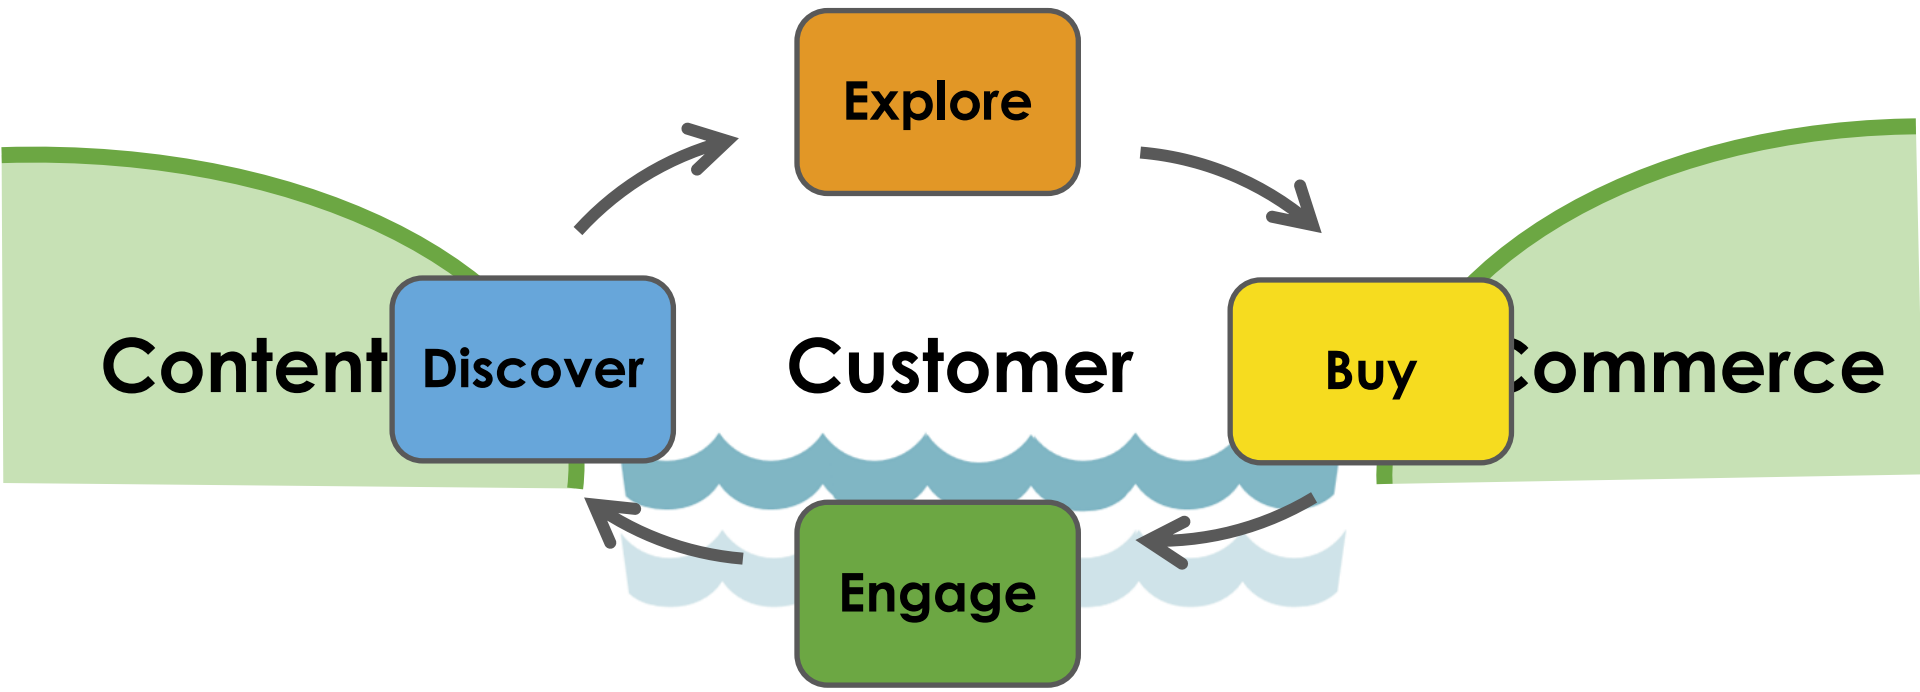 Explore
Content
Discover
Customer
Buy
Commerce
Engage